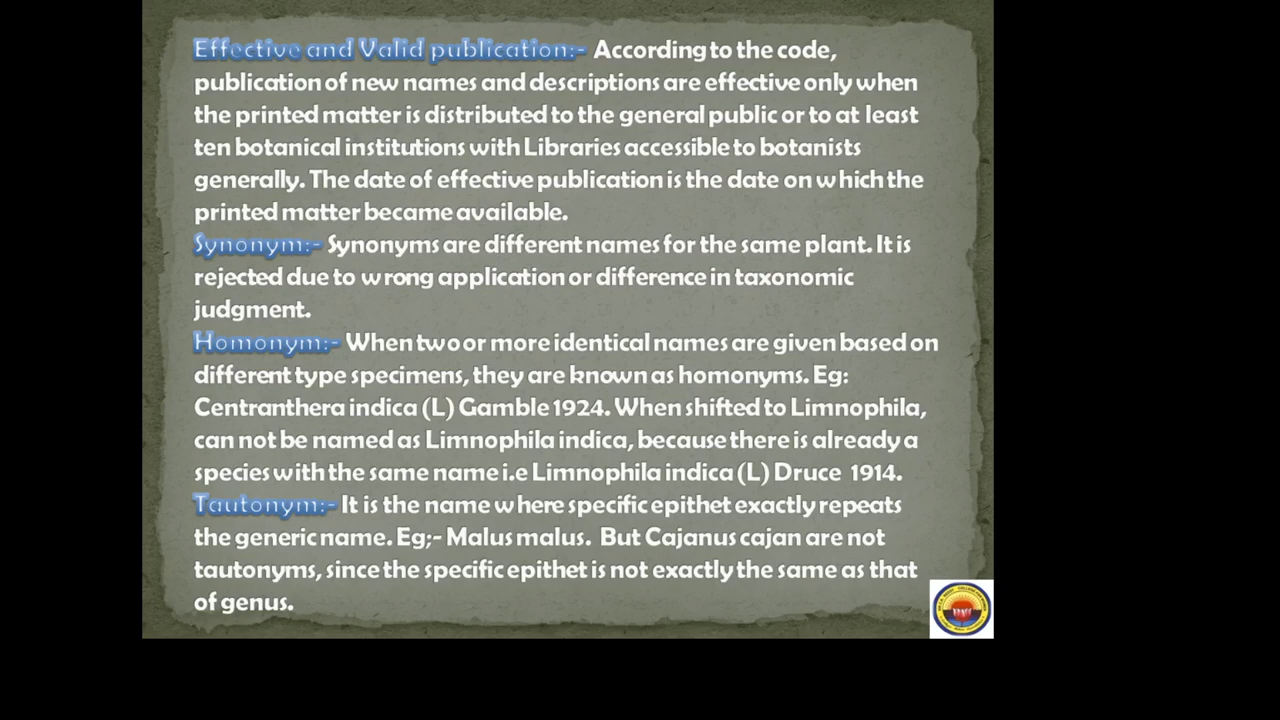 Effective and Valid publication:- According to the code,
publication of new names and descriptions are effective only when
the printed matter is distributed to the general public or to at least
ten botanical institutions with Libraries accessible to botanists
generally. The date of effective publication is the date on which the
printed matter became available.
Synonym:- Synonyms are different names for the same plant. It is
rejected due to wrong application or difference in taxonomic
judgment.
Homonym:- When two or more identical names are given based on
different type specimens, they are known as homonyms. Eg:
Centranthera indica (L) Gamble 1924. When shifted to Limnophila,
can not be named as Limnophila indica, because there is already a
species with the same name i.e Limnophila indica (L) Druce 1914.
Tautonym:- It is the name where specific epithet exactly repeats
the generic name. Eg;- Malus malus. But Cajanus cajan are not
tautonyms, since the specific epithet is not exactly the same as that
of genus.